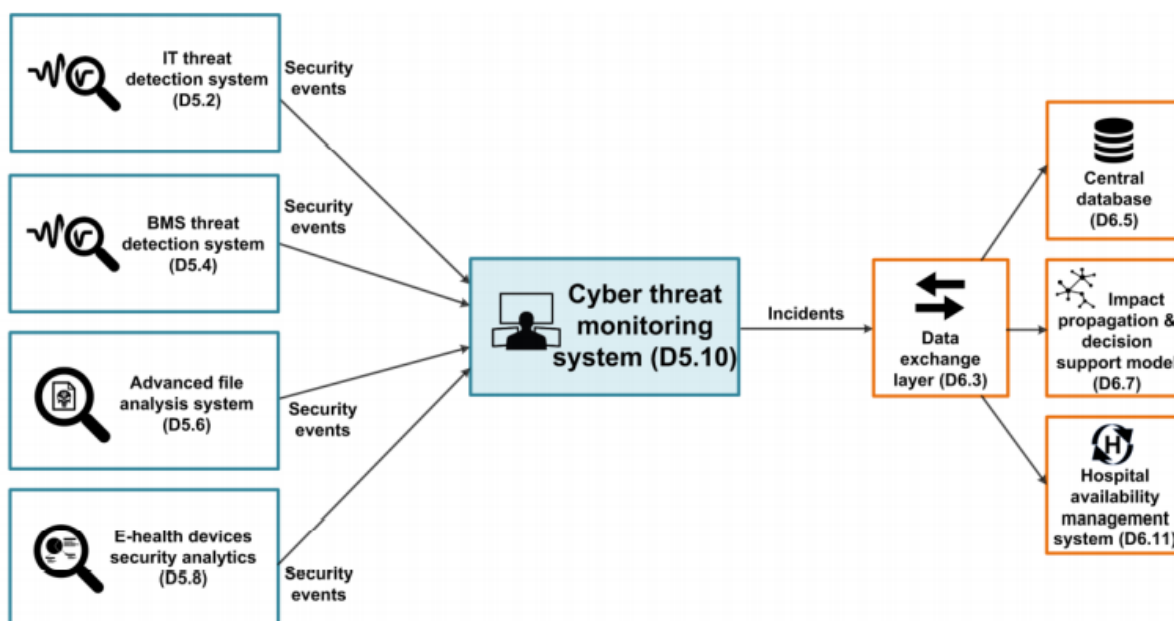 IT threat
detection system
(D5.2)
Security
events
BMS threat
detection system
(D5.4)
Security
events
Advanced file
analysis system
(D5.6)
Security
events
E-health devices
security analytics
(D5.8)
Security
events
Cyber threat
monitoring
system (D5.10)
Incidents
Data
exchange
layer (D6.3)
Central
database
(D6.5)
Impact
propagation &
decision
support model
(D6.7)
H
Hospital
availability
management
system (D6.11)